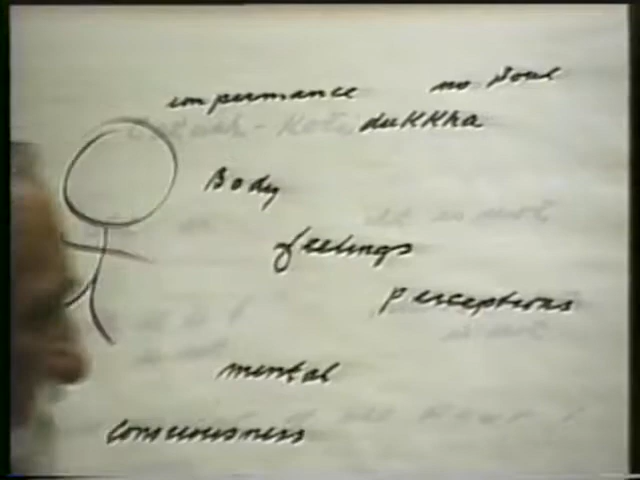 impermance no Soul
dukkha
Body
feelings
perceptions
mental
consciousness